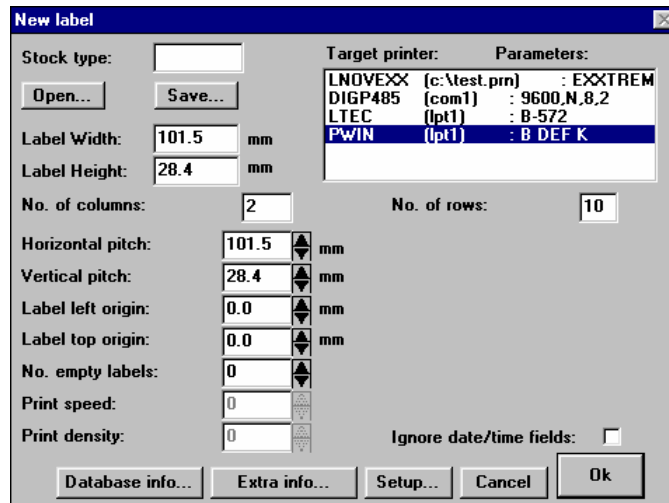 New label
Stock type:
Target printer: Parameters:
LNOVEXX (c:\test.prn) : EXXTREM
DIGP485 (com1) : 9600,N,8,2
LTEC (lpt1) : B-572
PWIN (lpt1) : B DEF K
Open... Save...
Label Width: 101.5 mm
Label Height: 28.4 mm
No. of columns: 2 No. of rows: 10
Horizontal pitch: 101.5 mm
Vertical pitch: 28.4 mm
Label left origin: 0.0 mm
Label top origin: 0.0 mm
No. empty labels: 0
Print speed: 0
Print density: 0 Ignore date/time fields:
Database info... Extra info... Setup... Cancel Ok